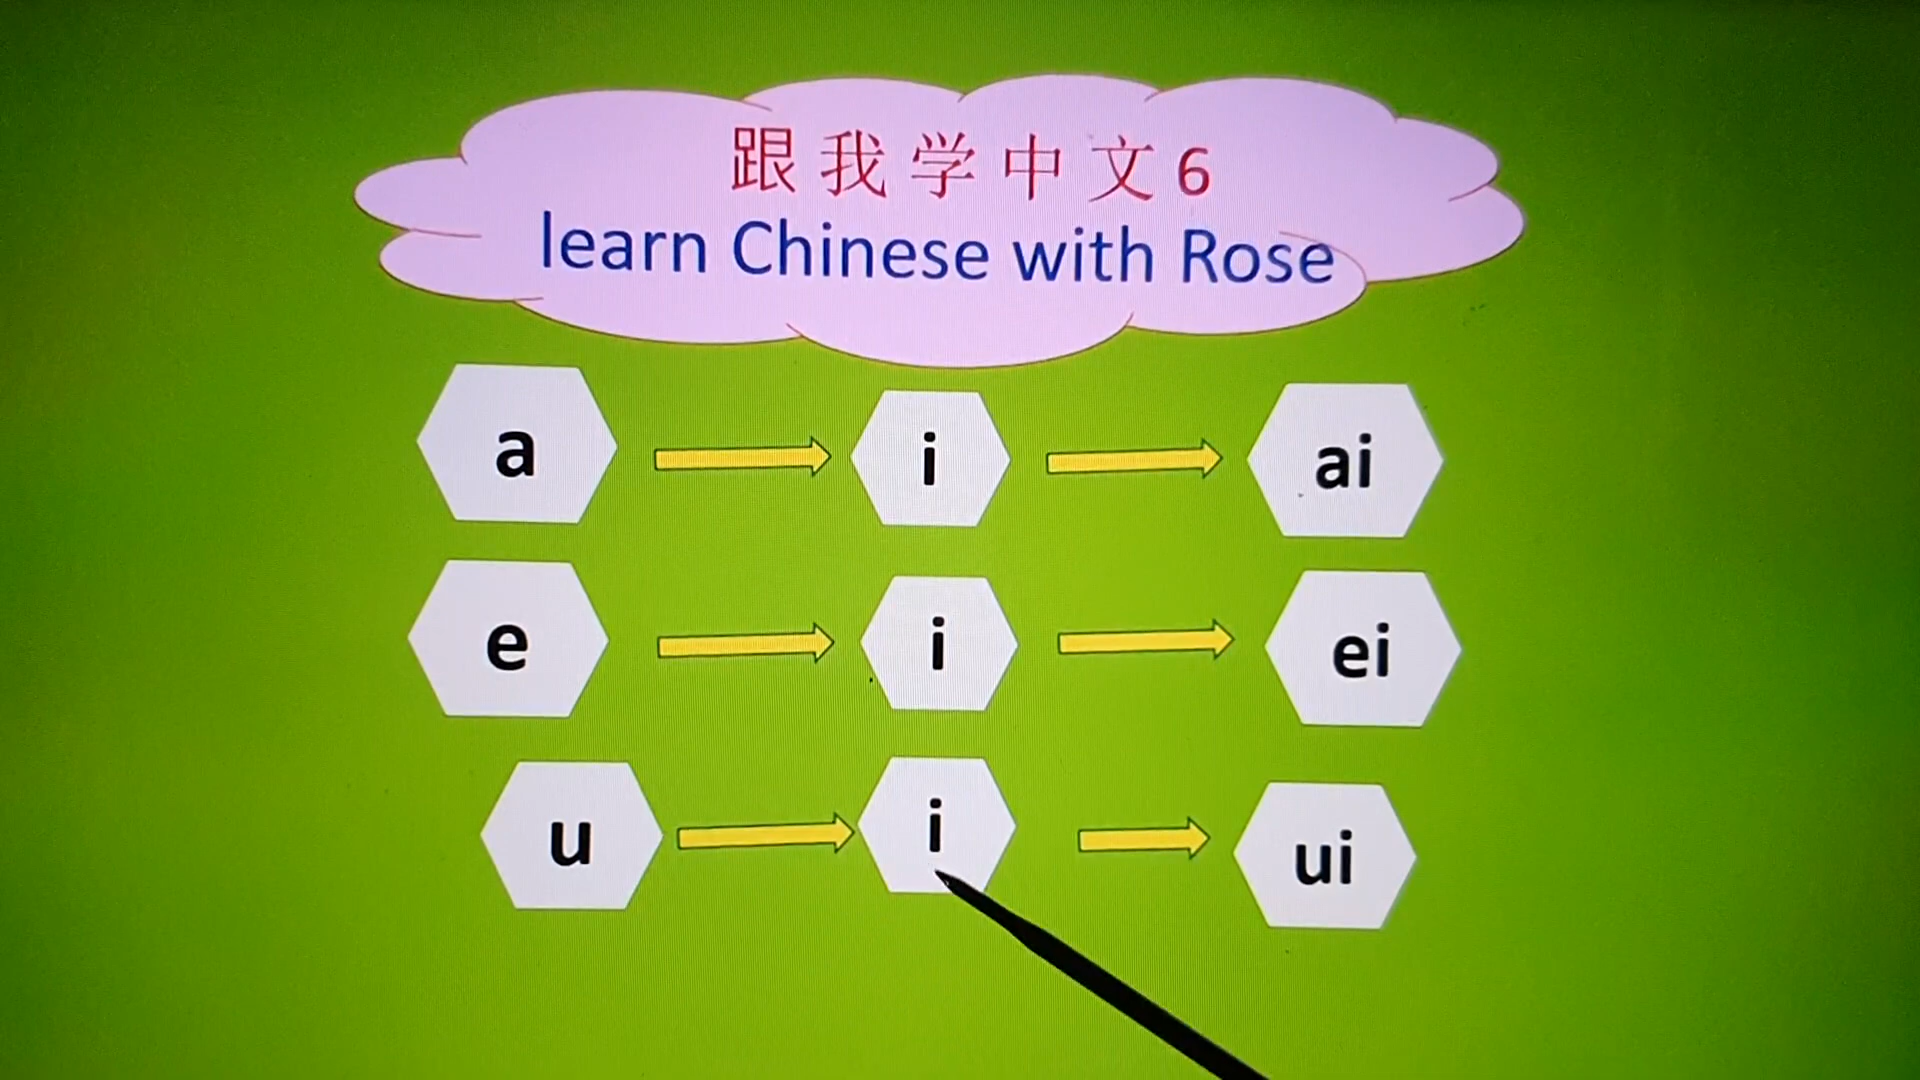 跟我学中文6
learn Chinese with Rose
a i ai
e i ei
u i ui